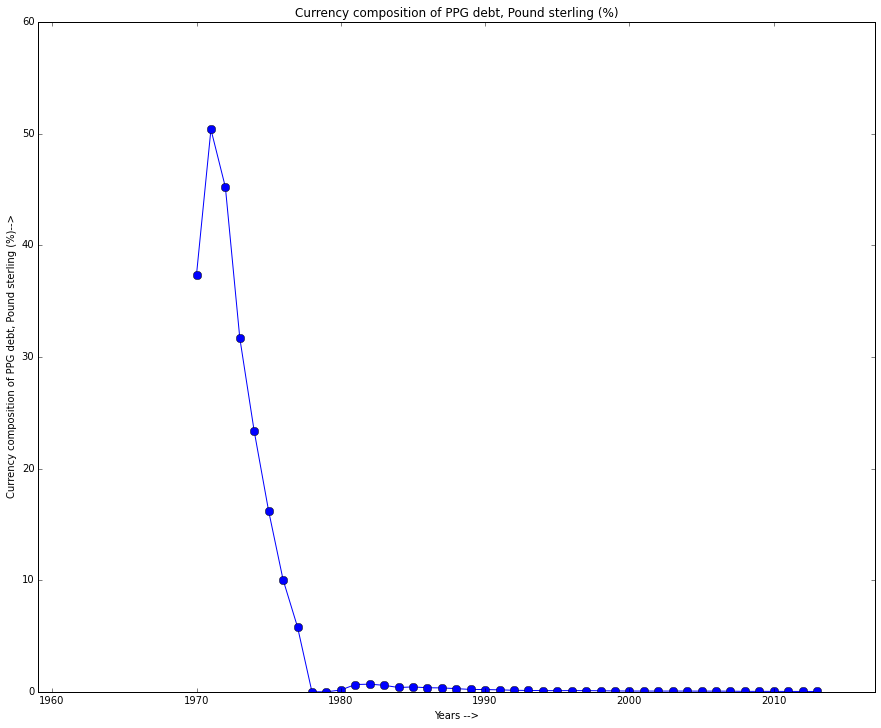 Currency composition of PPG debt, Pound sterling (%)
60
50
40
30
20
10
0
Currency composition of PPG debt, Pound sterling (%)-->
1960 1970 1980 1990 2000 2010
Years -->